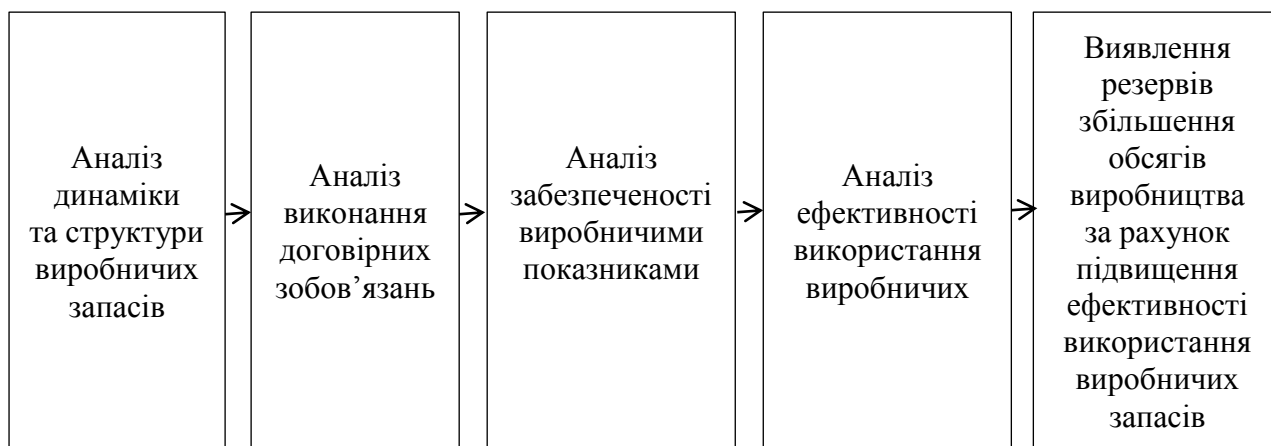 Аналіз
динаміки
та структури
виробничих
запасів
Аналіз
виконання
договірних
зобов’язань
Аналіз
забезпеченості
виробничими
показниками
Аналіз
ефективності
використання
виробничих
Виявлення
резервів
збільшення
обсягів
виробництва
за рахунок
підвищення
ефективності
використання
виробничих
запасів